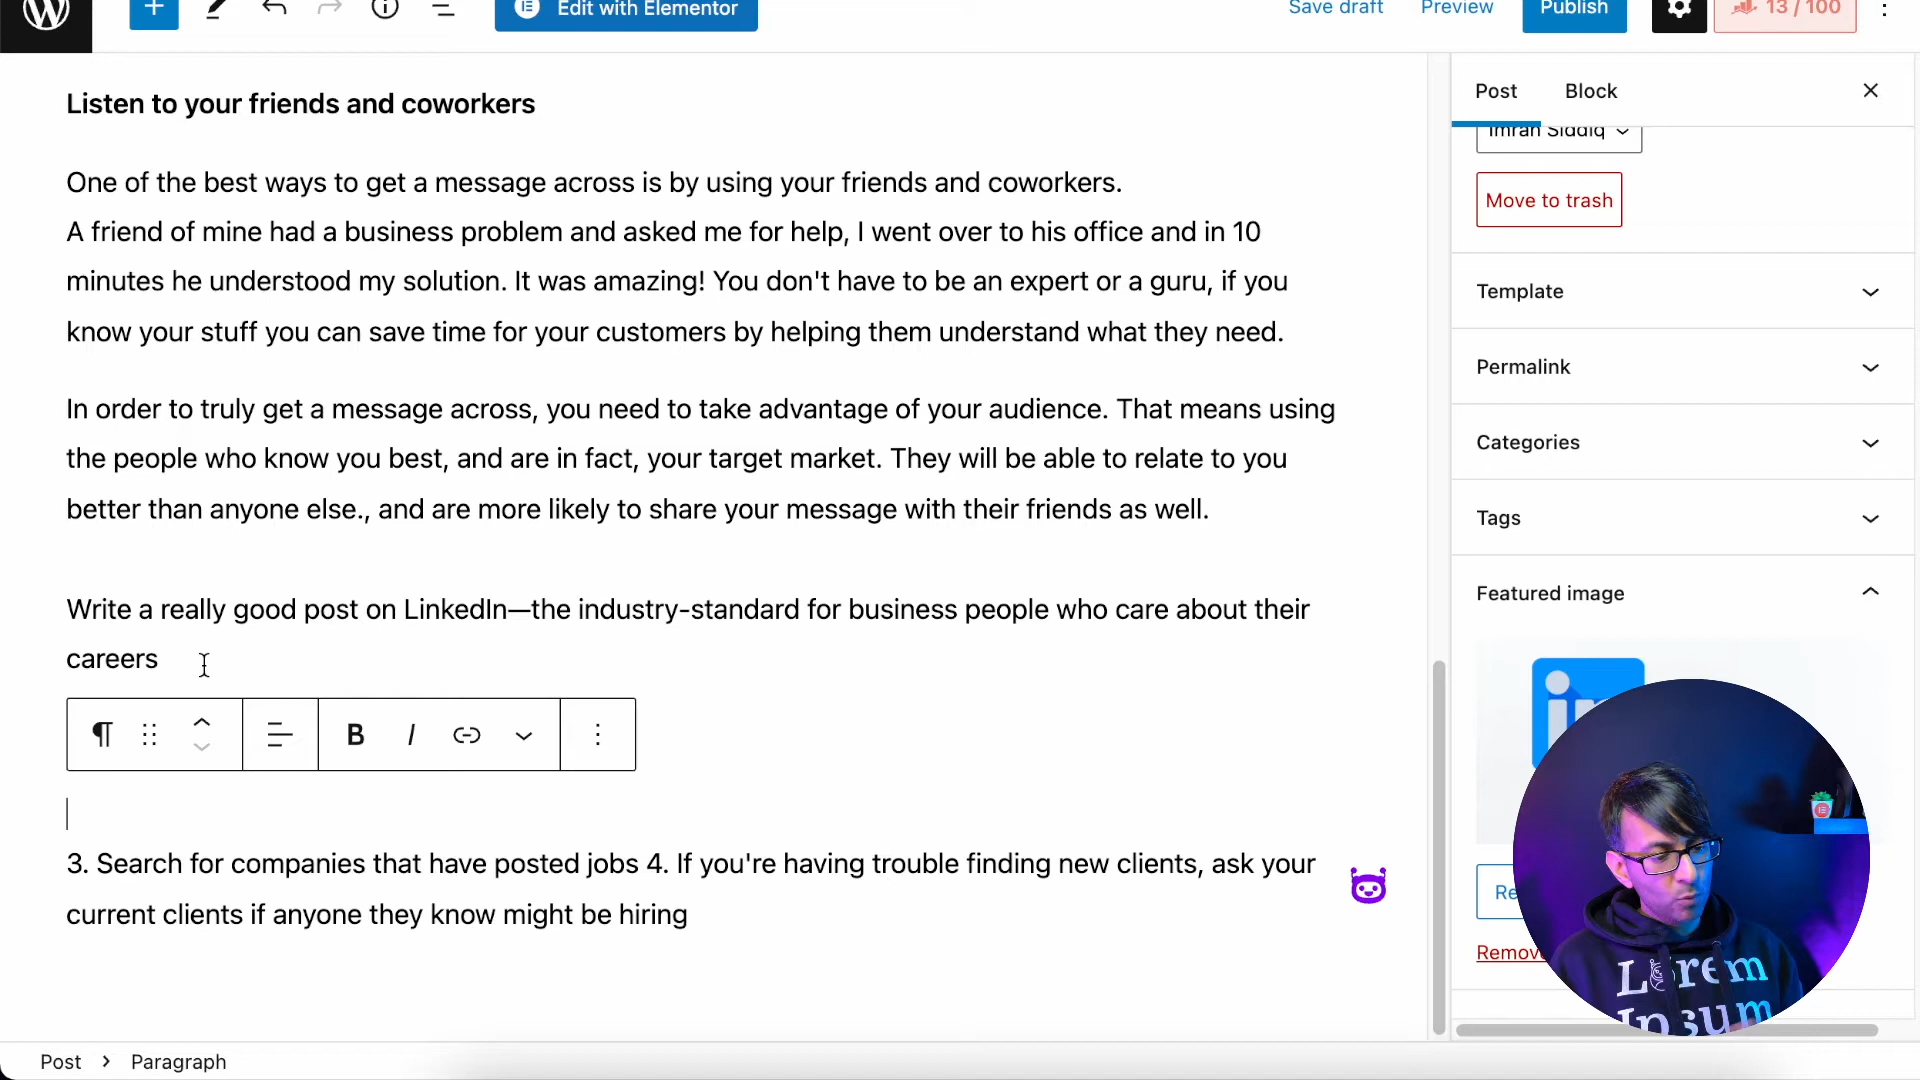 Edit with Elementor
Save draft
Preview
Publish
13 / 100
Listen to your friends and coworkers
One of the best ways to get a message across is by using your friends and coworkers.
A friend of mine had a business problem and asked me for help, I went over to his office and in 10
minutes he understood my solution. It was amazing! You don't have to be an expert or a guru, if you
know your stuff you can save time for your customers by helping them understand what they need.
In order to truly get a message across, you need to take advantage of your audience. That means using
the people who know you best, and are in fact, your target market. They will be able to relate to you
better than anyone else., and are more likely to share your message with their friends as well.
Write a really good post on LinkedIn—the industry-standard for business people who care about their
careers
B I
3. Search for companies that have posted jobs 4. If you're having trouble finding new clients, ask your
current clients if anyone they know might be hiring
Post > Paragraph
Post
Block
Imran Siddiq
Move to trash
Template
Permalink
Categories
Tags
Featured image
in
Re
Remov
Lorem
Ip3um